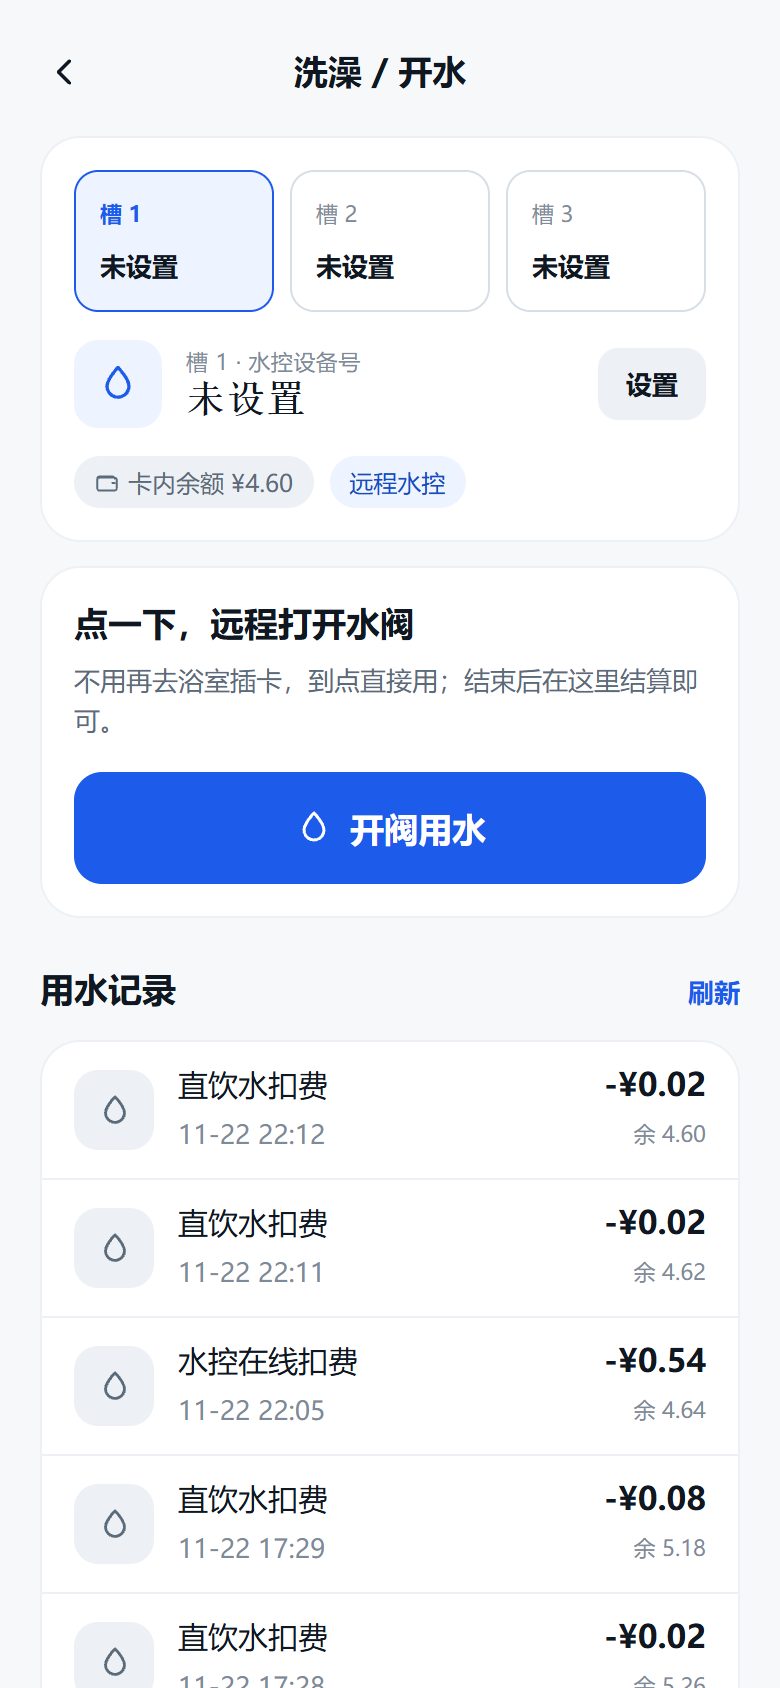 洗澡 / 开水
槽 1
未设置
槽 2
未设置
槽 3
未设置
槽 1 · 水控设备号
未设置
设置
卡内余额 ¥4.60
远程水控
点一下，远程打开水阀
不用再去浴室插卡，到点直接用；结束后在这里结算即
可。
开阀用水
用水记录
刷新
直饮水扣费
-¥0.02
11-22 22:12
余 4.60
直饮水扣费
-¥0.02
11-22 22:11
余 4.62
水控在线扣费
-¥0.54
11-22 22:05
余 4.64
直饮水扣费
-¥0.08
11-22 17:29
余 5.18
直饮水扣费
-¥0.02
11-22 17:28
余 5.26